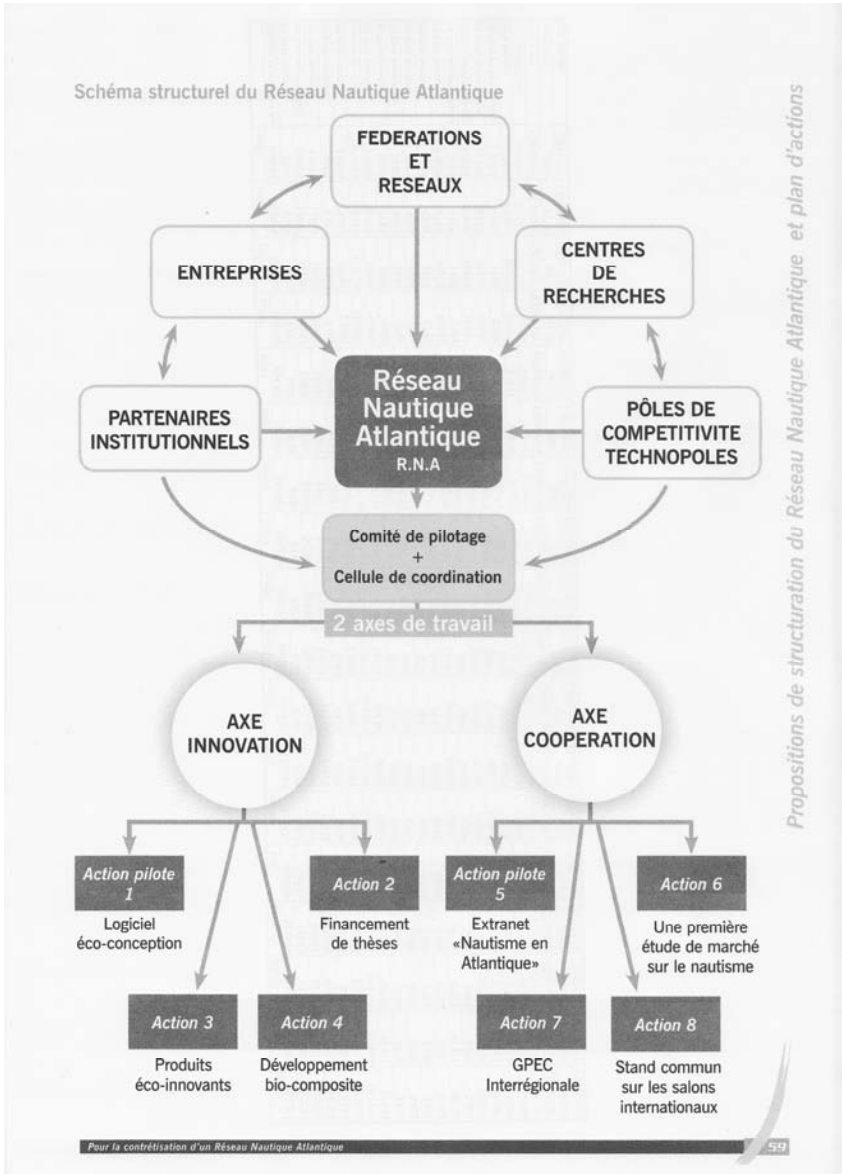 Schéma structurel du Réseau Nautique Atlantique
FEDERATIONS
ET
RESEAUX
ENTREPRISES
CENTRES
DE
RECHERCHES
PARTENAIRES
INSTITUTIONNELS
Réseau
Nautique
Atlantique
R.N.A
PÔLES DE
COMPETITIVITE
TECHNOPOLES
Comité de pilotage
+
Cellule de coordination
2 axes de travail
AXE
INNOVATION
AXE
COOPERATION
Action pilote
1
Logiciel
éco-conception
Action 2
Financement
de thèses
Action pilote
5
Extranet
«Nautisme en
Atlantique»
Action 6
Une première
étude de marché
sur le nautisme
Action 3
Produits
éco-innovants
Action 4
Développement
bio-composite
Action 7
GPEC
Interrégionale
Action 8
Stand commun
sur les salons
internationaux
Propositions de structuration du Réseau Nautique Atlantique et plan d'actions
Pour la contrétisation d'un Réseau Nautique Atlantique
59